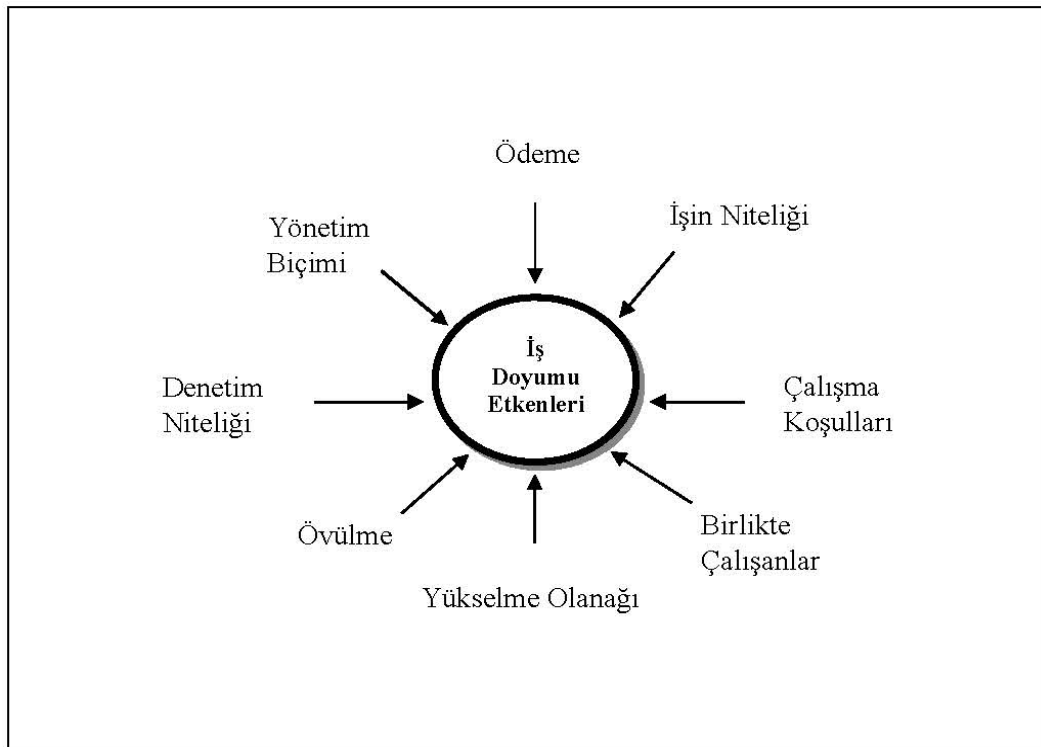 Ödeme
İşin Niteliği
Yönetim
Biçimi
İş
Doyumu
Etkenleri
Denetim
Niteliği
Çalışma
Koşulları
Övülme
Birlikte
Çalışanlar
Yükselme Olanağı